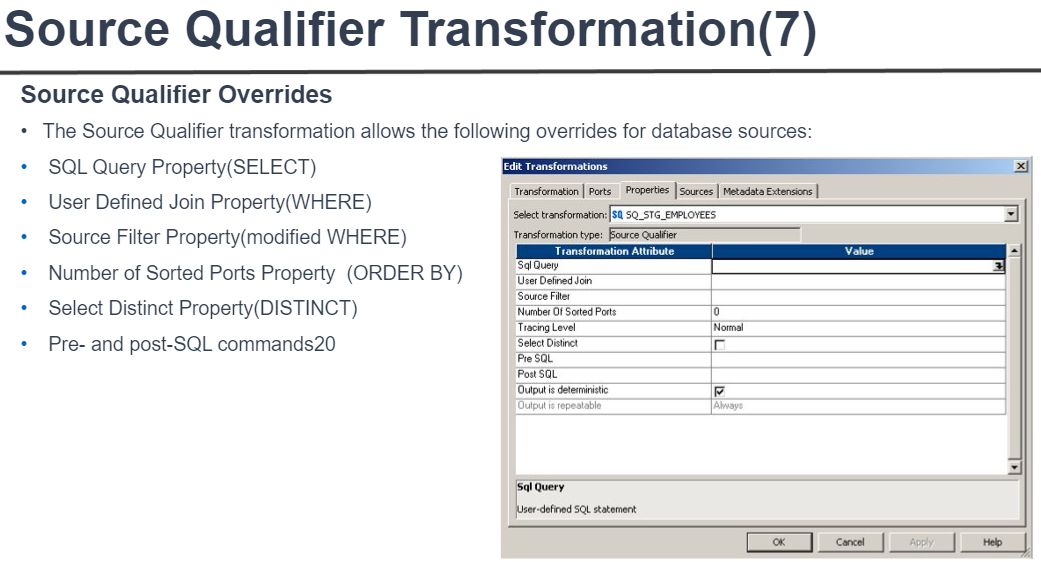 Source Qualifier Transformation(7)
Source Qualifier Overrides
• The Source Qualifier transformation allows the following overrides for database sources:
• SQL Query Property(SELECT)
• User Defined Join Property(WHERE)
• Source Filter Property(modified WHERE)
• Number of Sorted Ports Property (ORDER BY)
• Select Distinct Property(DISTINCT)
• Pre- and post-SQL commands20
Edit Transformations
Transformation Ports Properties Sources Metadata Extensions
Select transformation: SQ SQ_STG_EMPLOYEES
Transformation type: Source Qualifier
Transformation Attribute Value
Sql Query
User Defined Join
Source Filter
Number Of Sorted Ports 0
Tracing Level Normal
Select Distinct
Pre SQL
Post SQL
Output is deterministic
Output is repeatable Always
Sql Query
User-defined SQL statement
OK Cancel Apply Help